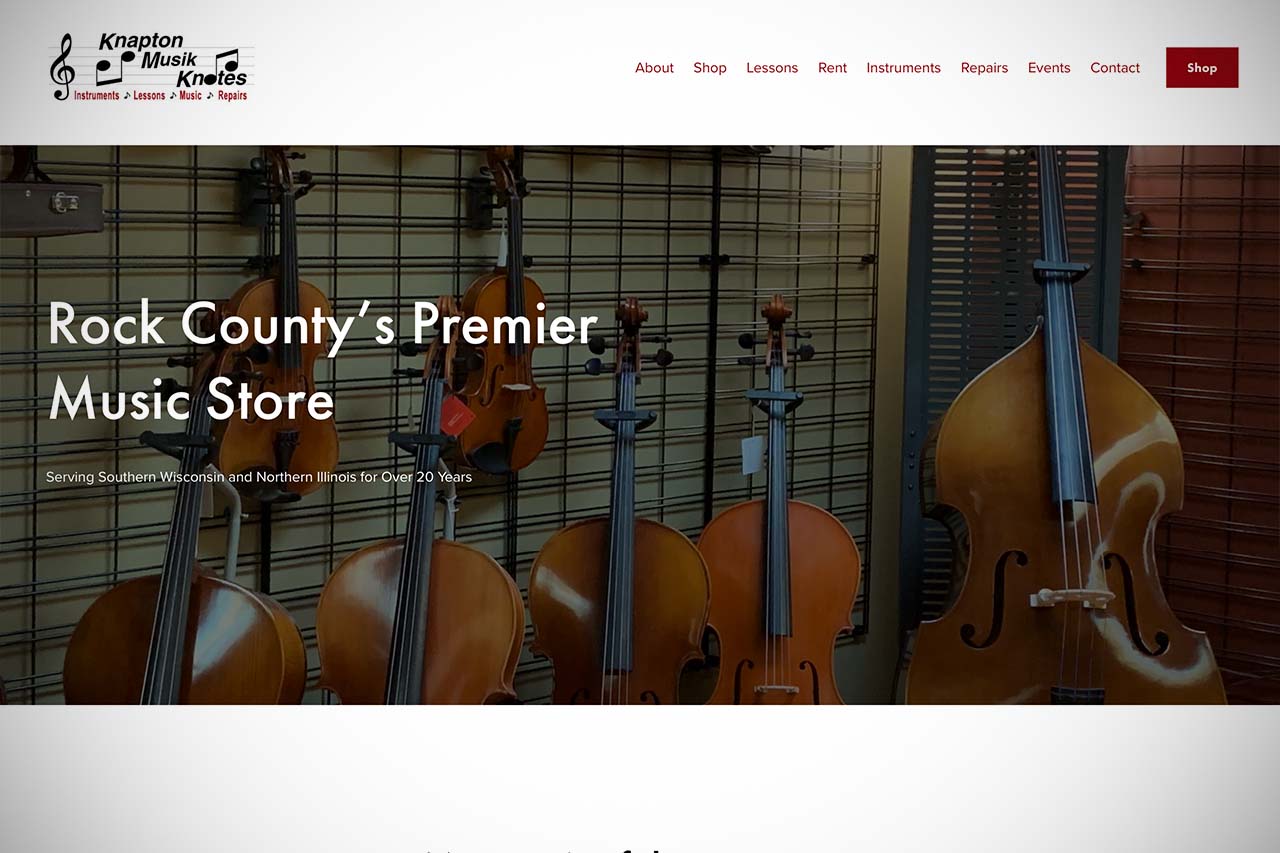 Knapton
Musik
Knotes
Instruments ♪ Lessons ♪ Music ♪ Repairs
About Shop Lessons Rent Instruments Repairs Events Contact Shop
Rock County’s Premier
Music Store
Serving Southern Wisconsin and Northern Illinois for Over 20 Years